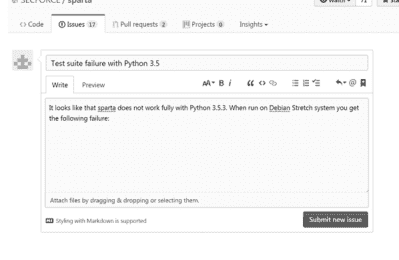 SECFORCE / sparta
Watch 71 Sta
Code Issues 17 Pull requests 2 Projects 0 Insights
Test suite failure with Python 3.5
Write Preview AA B i “ <>
It looks like that sparta does not work fully with Python 3.5.3. When run on Debian Stretch system you get
the following failure:
Attach files by dragging & dropping or selecting them.
Styling with Markdown is supported
Submit new issue